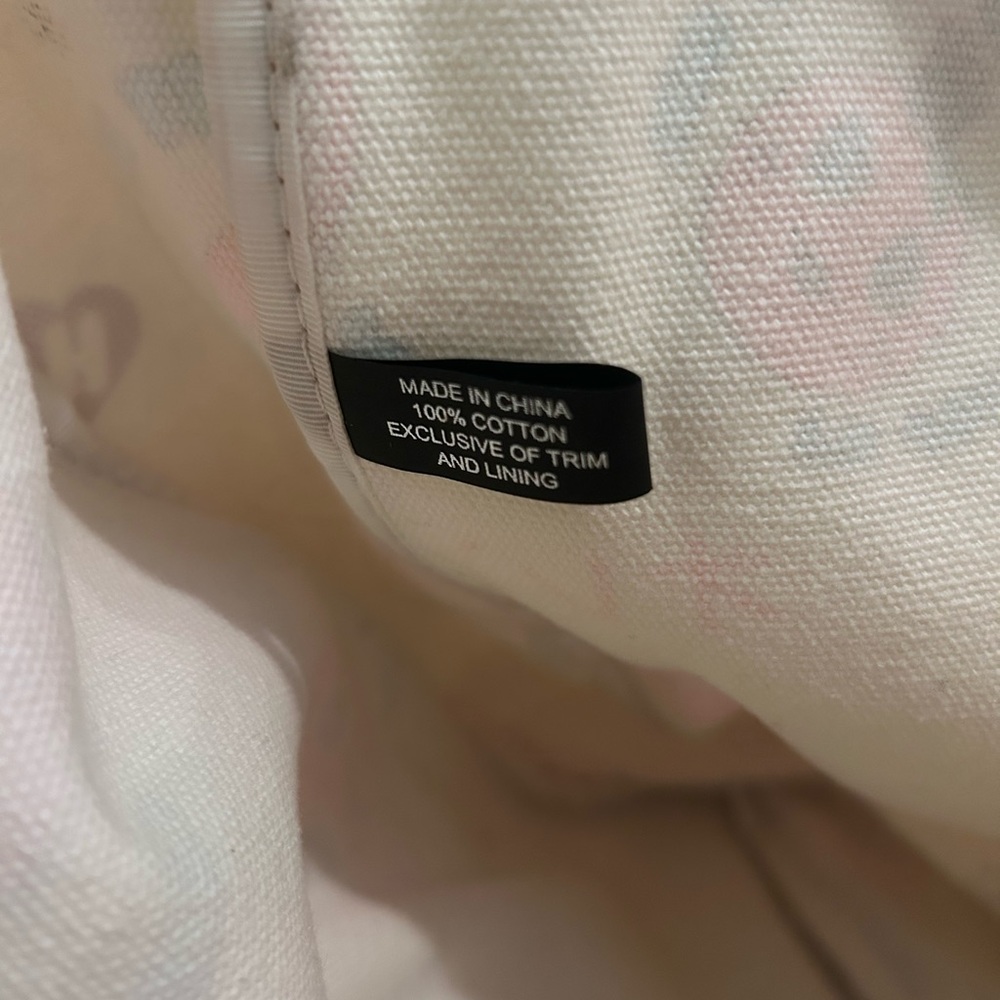 MADE IN CHINA
100% COTTON
EXCLUSIVE OF TRIM
AND LINING